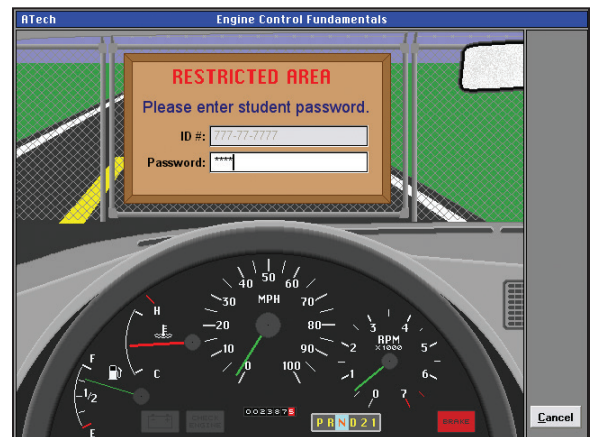 ATech Engine Control Fundamentals
RESTRICTED AREA
Please enter student password.
ID #: 777-77-7777
Password: ****
H
C
F
1/2
E
MPH
0
10
20
30
40
50
60
70
80
90
100
RPM
X1000
0
1
2
3
4
5
6
7
0023875
P R N D 2 1
BRAKE
Cancel